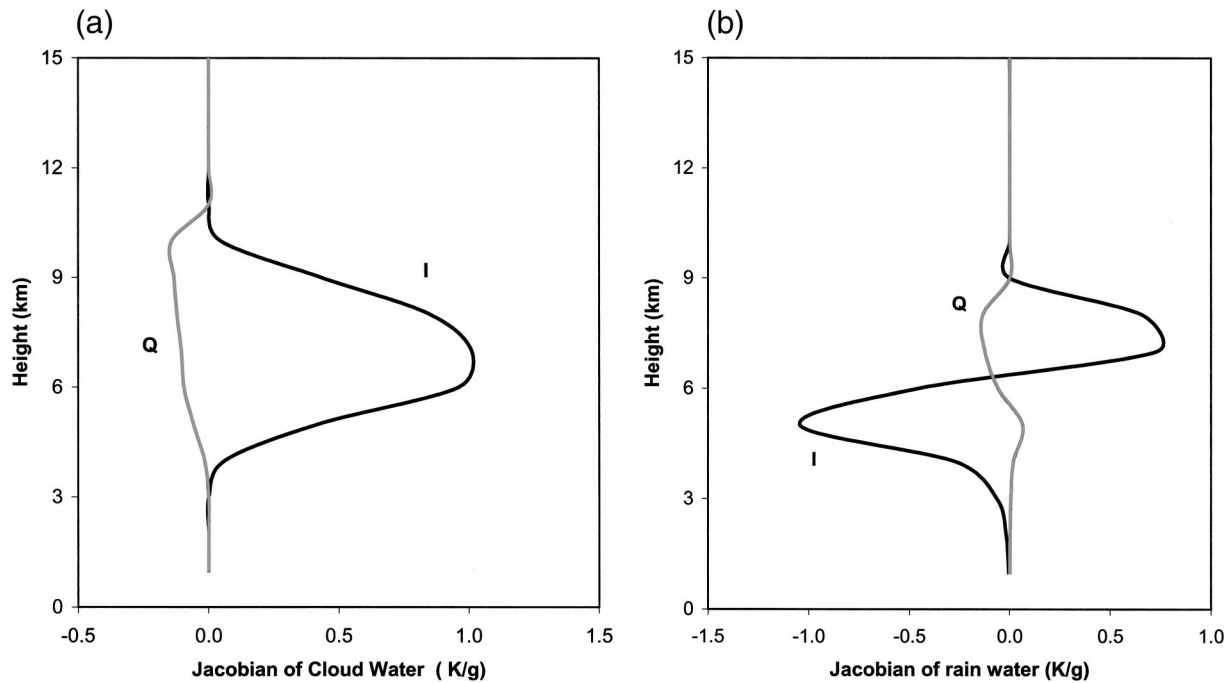 (a)
15
12
9
6
3
0
Height (km)
I
Q
-0.5 0.0 0.5 1.0 1.5
Jacobian of Cloud Water ( K/g)
(b)
15
12
9
6
3
0
Height (km)
Q
I
-1.5 -1.0 -0.5 0.0 0.5 1.0
Jacobian of rain water (K/g)